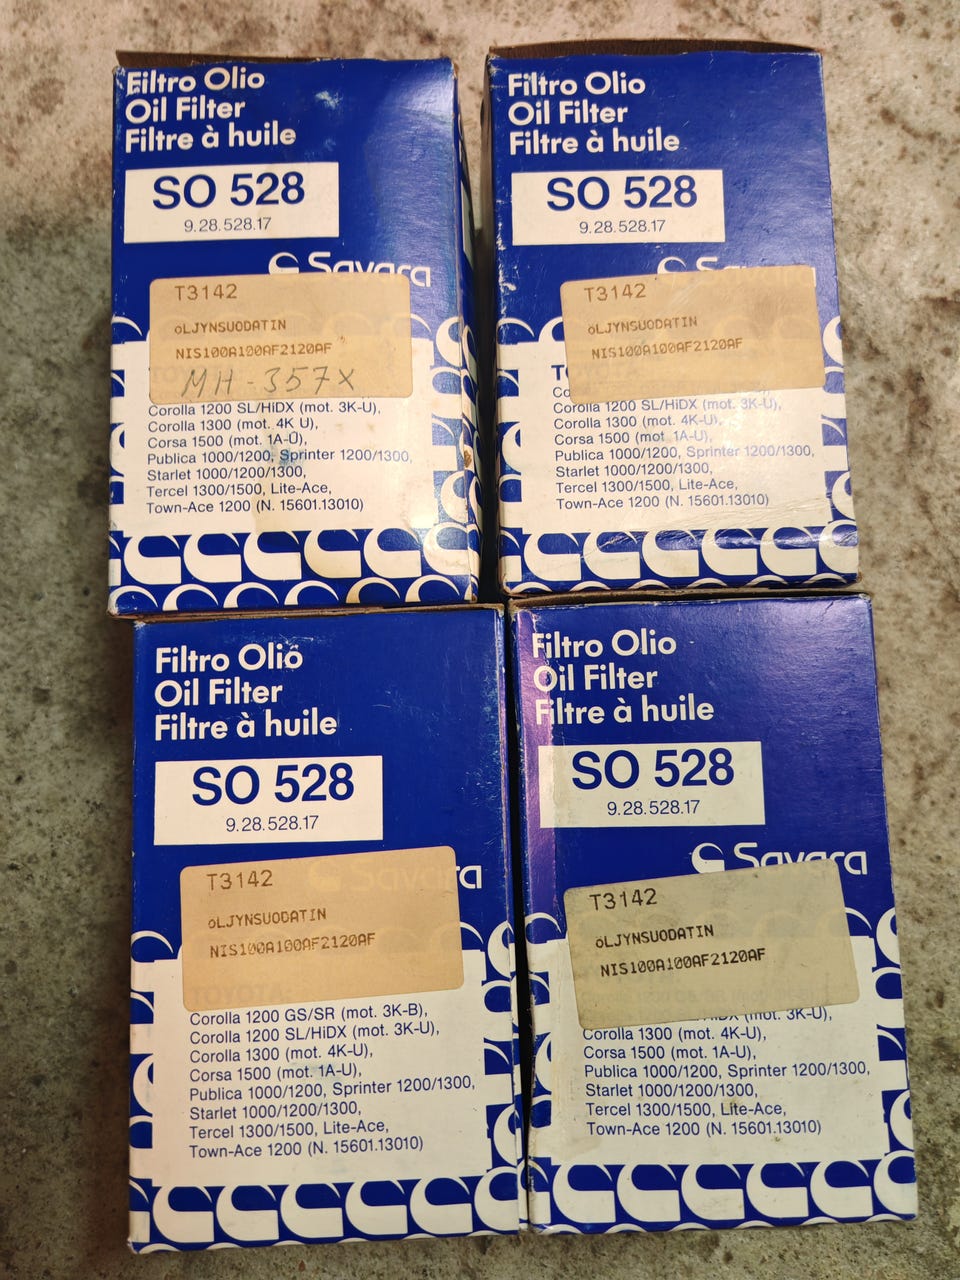 Filtro Olio
Oil Filter
Filtre à huile
SO 528
9.28.528.17
Savara
T3142
öLJYNSUODATIN
NIS100A100AF2120AF
MH-357X
Corolla 1200 SL/HiDX (mot. 3K-U),
Corolla 1300 (mot. 4K U),
Corsa 1500 (mot. 1A-U),
Publica 1000/1200, Sprinter 1200/1300,
Starlet 1000/1200/1300,
Tercel 1300/1500, Lite-Ace,
Town-Ace 1200 (N. 15601.13010)
Filtro Olio
Oil Filter
Filtre à huile
SO 528
9.28.528.17
T3142
öLJYNSUODATIN
NIS100A100AF2120AF
Corolla 1200 SL/HiDX (mot. 3K-U),
Corolla 1300 (mot. 4K-U),
Corsa 1500 (mot. 1A-U),
Publica 1000/1200, Sprinter 1200/1300,
Starlet 1000/1200/1300,
Tercel 1300/1500, Lite-Ace,
Town-Ace 1200 (N. 15601.13010)
Filtro Olio
Oil Filter
Filtre à huile
SO 528
9.28.528.17
Savara
T3142
öLJYNSUODATIN
NIS100A100AF2120AF
TOYOTA:
Corolla 1200 GS/SR (mot. 3K-B),
Corolla 1200 SL/HiDX (mot. 3K-U),
Corolla 1300 (mot. 4K-U),
Corsa 1500 (mot. 1A-U),
Publica 1000/1200, Sprinter 1200/1300,
Starlet 1000/1200/1300,
Tercel 1300/1500, Lite-Ace,
Town-Ace 1200 (N. 15601.13010)
Filtro Olio
Oil Filter
Filtre à huile
SO 528
9.28.528.17
Savara
T3142
öLJYNSUODATIN
NIS100A100AF2120AF
(mot. 3K-U),
Corolla 1300 (mot. 4K-U),
Corsa 1500 (mot. 1A-U),
Publica 1000/1200, Sprinter 1200/1300,
Starlet 1000/1200/1300,
Tercel 1300/1500, Lite-Ace,
Town-Ace 1200 (N. 15601.13010)